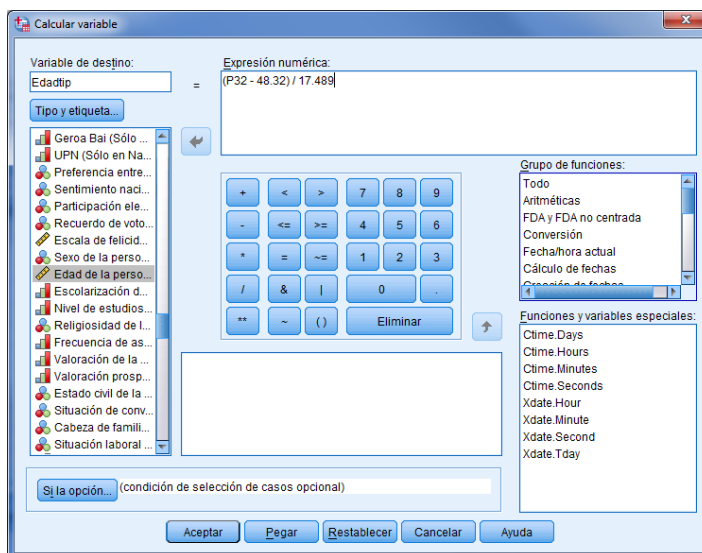 Calcular variable
Variable de destino:
Edadtip
=
Expresión numérica:
(P32 - 48.32) / 17.489
Tipo y etiqueta...
Geroa Bai (Sólo ...
UPN (Sólo en Na...
Preferencia entre...
Sentimiento naci...
Participación ele...
Recuerdo de voto...
Escala de felicid...
Sexo de la perso...
Edad de la perso...
Escolarización d...
Nivel de estudios...
Religiosidad de l...
Frecuencia de as...
Valoración de la ...
Valoración prosp...
Estado civil de la ...
Situación de conv...
Cabeza de famili...
Situación laboral ...
+ < > 7 8 9
- <= >= 4 5 6
* = ~= 1 2 3
/ & | 0 .
** ~ ( ) Eliminar
Grupo de funciones:
Todo
Aritméticas
FDA y FDA no centrada
Conversión
Fecha/hora actual
Cálculo de fechas
Creación de fechas
Funciones y variables especiales:
Ctime.Days
Ctime.Hours
Ctime.Minutes
Ctime.Seconds
Xdate.Hour
Xdate.Minute
Xdate.Second
Xdate.Tday
Si la opción... (condición de selección de casos opcional)
Aceptar Pegar Restablecer Cancelar Ayuda